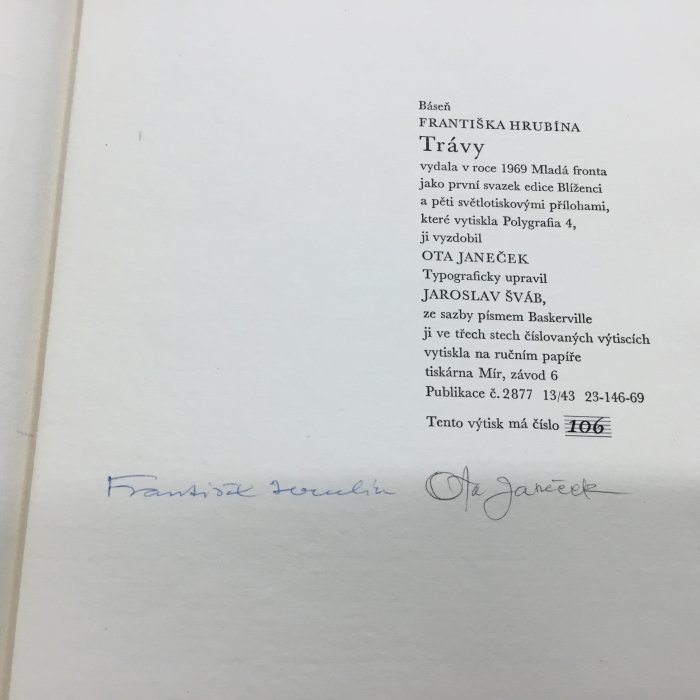 Báseň
FRANTIŠKA HRUBÍNA
Trávy
vydala v roce 1969 Mladá fronta
jako první svazek edice Blíženci
a pěti světlotiskovými přílohami,
které vytiskla Polygrafia 4,
ji vyzdobil
OTA JANEČEK
Typograficky upravil
JAROSLAV ŠVÁB,
ze sazby písmem Baskerville
ji ve třech stech číslovaných výtiscích
vytiskla na ručním papíře
tiskárna Mír, závod 6
Publikace č. 2877 13/43 23-146-69
Tento výtisk má číslo 106
František Hrubín Ota Janeček